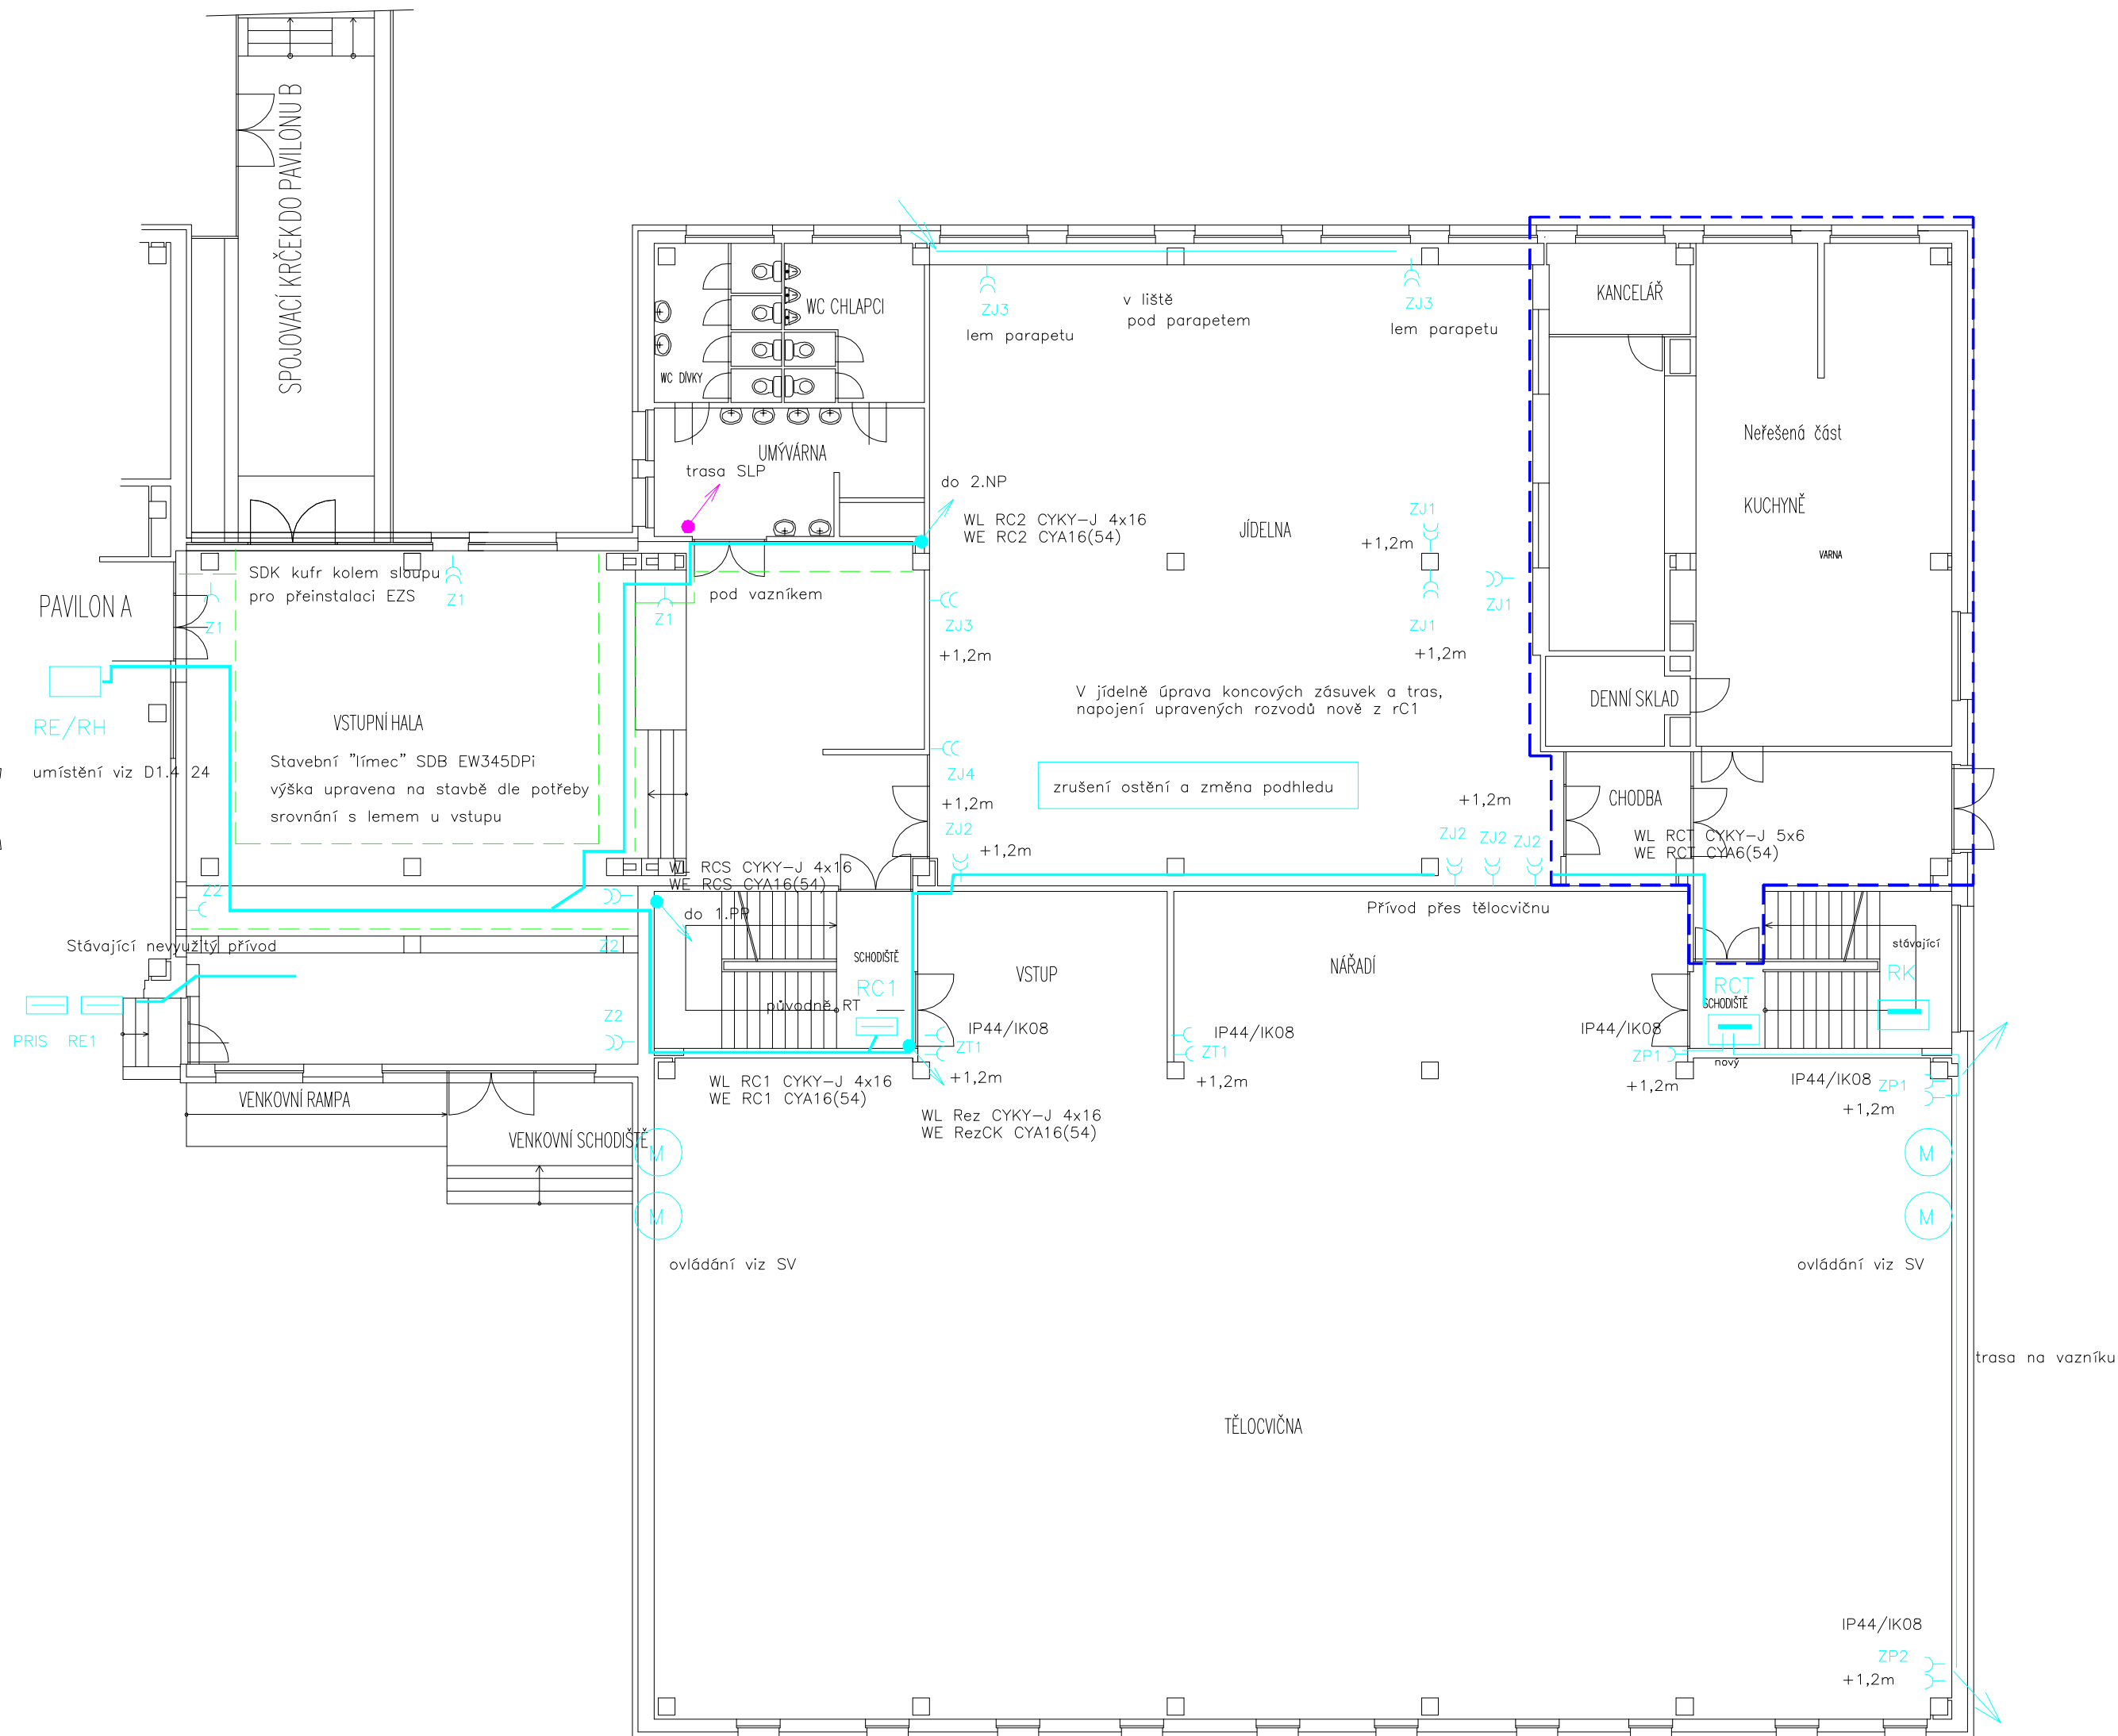 SPOJOVACÍ KRČEK DO PAVILONU B
WC CHLAPCI
WC DÍVKY
UMÝVÁRNA
trasa SLP
do 2.NP
WL RC2 CYKY-J 4x16
WE RC2 CYA16(54)
ZJ3
lem parapetu
v liště
pod parapetem
ZJ3
lem parapetu
KANCELÁŘ
Neřešená část
KUCHYNĚ
VARNA
JÍDELNA
ZJ1
+1,2m
ZJ1
ZJ1
+1,2m
ZJ3
+1,2m
SDK kufr kolem sloupu
pro přeinstalaci EZS
Z1
Z1
Z1
pod vazníkem
PAVILON A
RE/RH
umístění viz D1.4 24
VSTUPNÍ HALA
Stavební "límec" SDB EW345DPi
výška upravena na stavbě dle potřeby
srovnání s lemem u vstupu
V jídelně úprava koncových zásuvek a tras,
napojení upravených rozvodů nově z rC1
DENNÍ SKLAD
ZJ4
+1,2m
zrušení ostění a změna podhledu
ZJ2
+1,2m
+1,2m
ZJ2
ZJ2
ZJ2
CHODBA
WL RCT CYKY-J 5x6
WE RCT CYA6(54)
WL RCS CYKY-J 4x16
WE RCS CYA16(54)
do 1.PP
Z2
Z2
Stávající nevyužitý přívod
Přívod přes tělocvičnu
SCHODIŠTĚ
RC1
původně RT
VSTUP
NÁŘADÍ
stávající
RK
RCT
SCHODIŠTĚ
nový
PRIS
RE1
Z2
IP44/IK08
ZT1
+1,2m
IP44/IK08
ZT1
+1,2m
IP44/IK08
ZP1
+1,2m
IP44/IK08
ZP1
+1,2m
WL RC1 CYKY-J 4x16
WE RC1 CYA16(54)
WL Rez CYKY-J 4x16
WE RezCK CYA16(54)
VENKOVNÍ RAMPA
VENKOVNÍ SCHODIŠTĚ
M
M
M
M
ovládání viz SV
ovládání viz SV
trasa na vazníku
TĚLOCVIČNA
IP44/IK08
ZP2
+1,2m